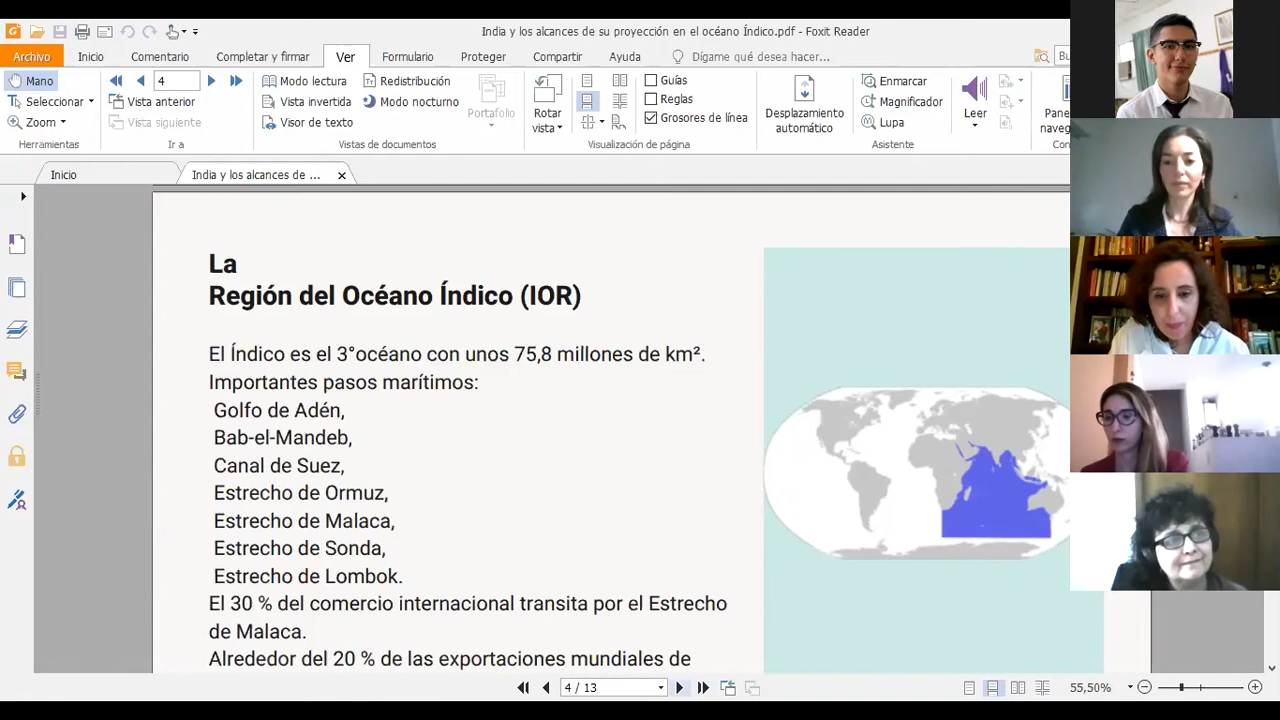 India y los alcances de su proyección en el océano Índico.pdf - Foxit Reader
Archivo Inicio Comentario Completar y firmar Ver Formulario Proteger Compartir Ayuda Dígame qué desea hacer...
Mano
Seleccionar
Zoom
Herramientas
4
Vista anterior
Vista siguiente
Ir a
Modo lectura
Vista invertida
Visor de texto
Redistribución
Modo nocturno
Portafolio
Vistas de documentos
Rotar
vista
Guías
Reglas
Grosores de línea
Visualización de página
Desplazamiento
automático
Enmarcar
Magnificador
Lupa
Leer
Asistente
Inicio
India y los alcances de ...
La
Región del Océano Índico (IOR)
El Índico es el 3°océano con unos 75,8 millones de km².
Importantes pasos marítimos:
Golfo de Adén,
Bab-el-Mandeb,
Canal de Suez,
Estrecho de Ormuz,
Estrecho de Malaca,
Estrecho de Sonda,
Estrecho de Lombok.
El 30 % del comercio internacional transita por el Estrecho
de Malaca.
Alrededor del 20 % de las exportaciones mundiales de
4 / 13
55,50%